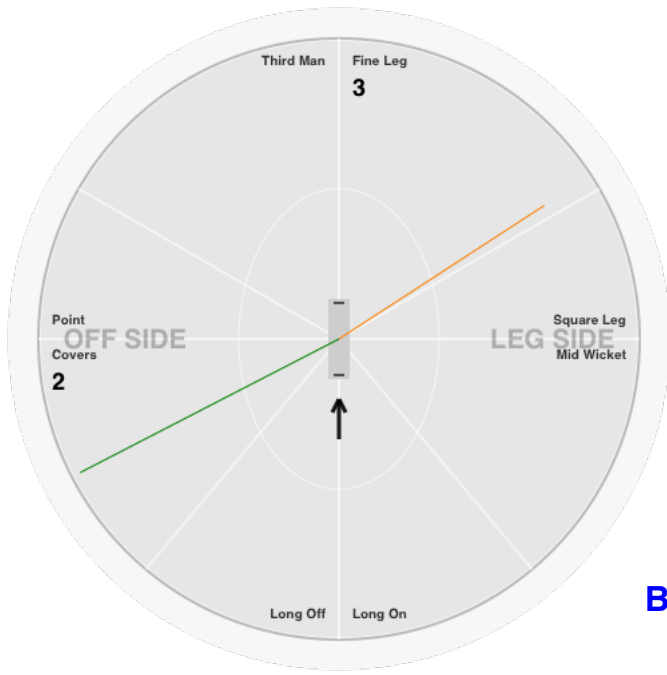 Third Man
Fine Leg
3
Point
OFF SIDE
Covers
2
Square Leg
LEG SIDE
Mid Wicket
Long Off
Long On
B